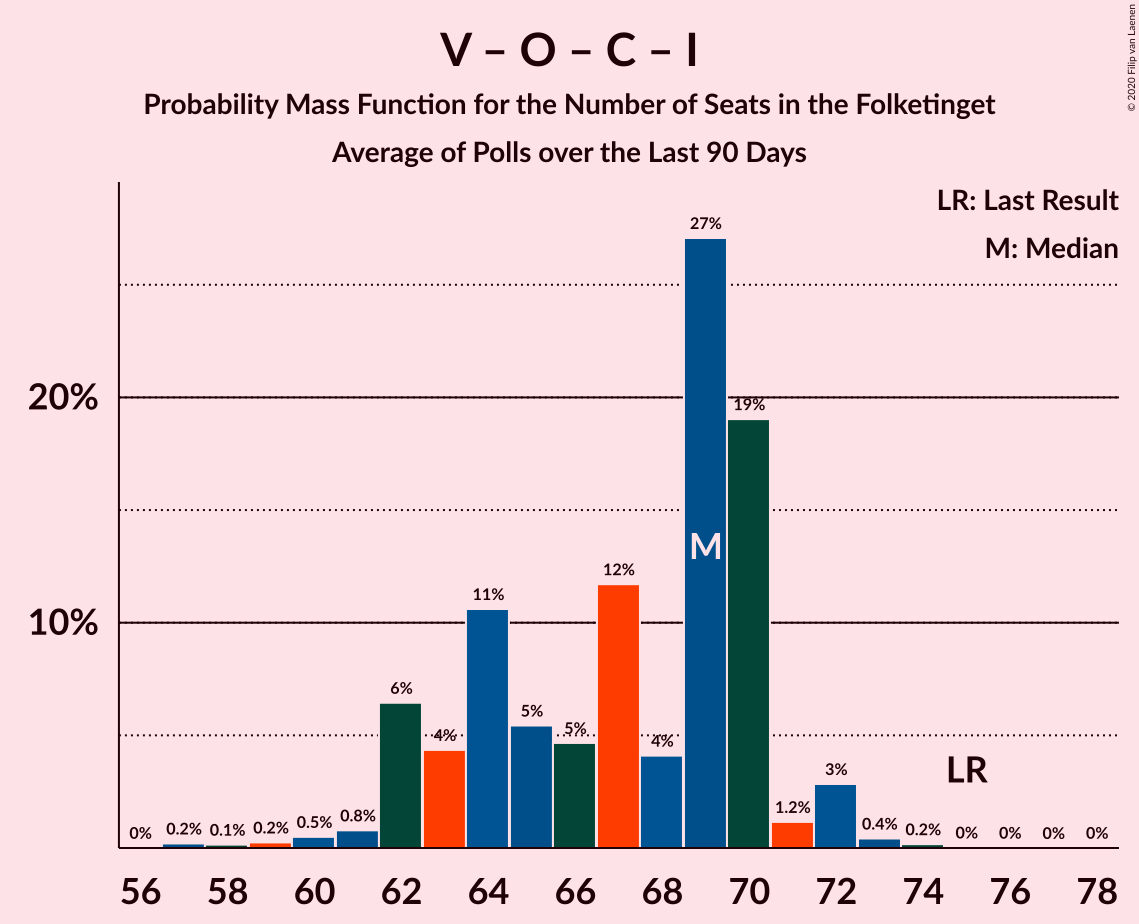 V – O – C – I
Probability Mass Function for the Number of Seats in the Folketinget
Average of Polls over the Last 90 Days
© 2020 Filip van Laenen
LR: Last Result
M: Median
20%
10%
0% 0.2% 0.1% 0.2% 0.5% 0.8% 6% 4% 11% 5% 5% 12% 4% 27% 19% 1.2% 3% 0.4% 0.2% 0% 0% 0% 0%
M
LR
56 58 60 62 64 66 68 70 72 74 76 78